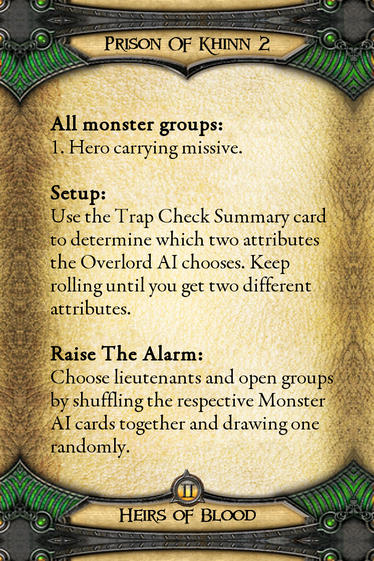 PRISON OF KHINN 2
All monster groups:
1. Hero carrying missive.
Setup:
Use the Trap Check Summary card
to determine which two attributes
the Overlord AI chooses. Keep
rolling until you get two different
attributes.
Raise The Alarm:
Choose lieutenants and open groups
by shuffling the respective Monster
AI cards together and drawing one
randomly.
II
HEIRS OF BLOOD